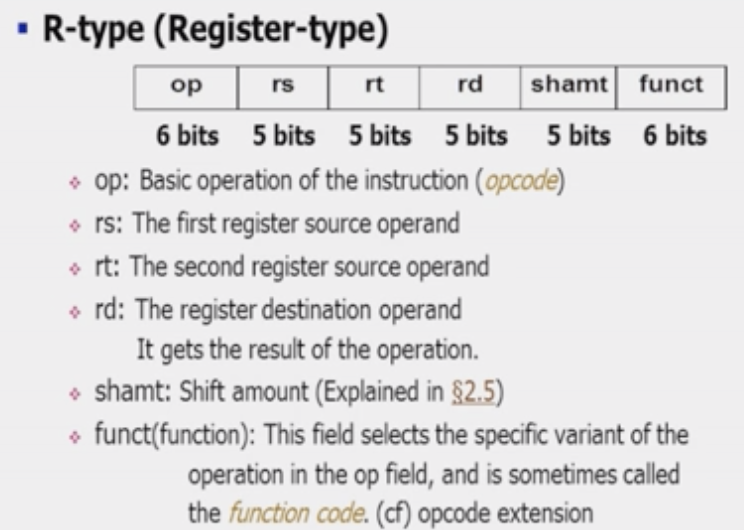 R-type (Register-type)
op rs rt rd shamt funct
6 bits 5 bits 5 bits 5 bits 5 bits 6 bits
op: Basic operation of the instruction (opcode)
rs: The first register source operand
rt: The second register source operand
rd: The register destination operand
It gets the result of the operation.
shamt: Shift amount (Explained in §2.5)
funct(function): This field selects the specific variant of the
operation in the op field, and is sometimes called
the function code. (cf) opcode extension